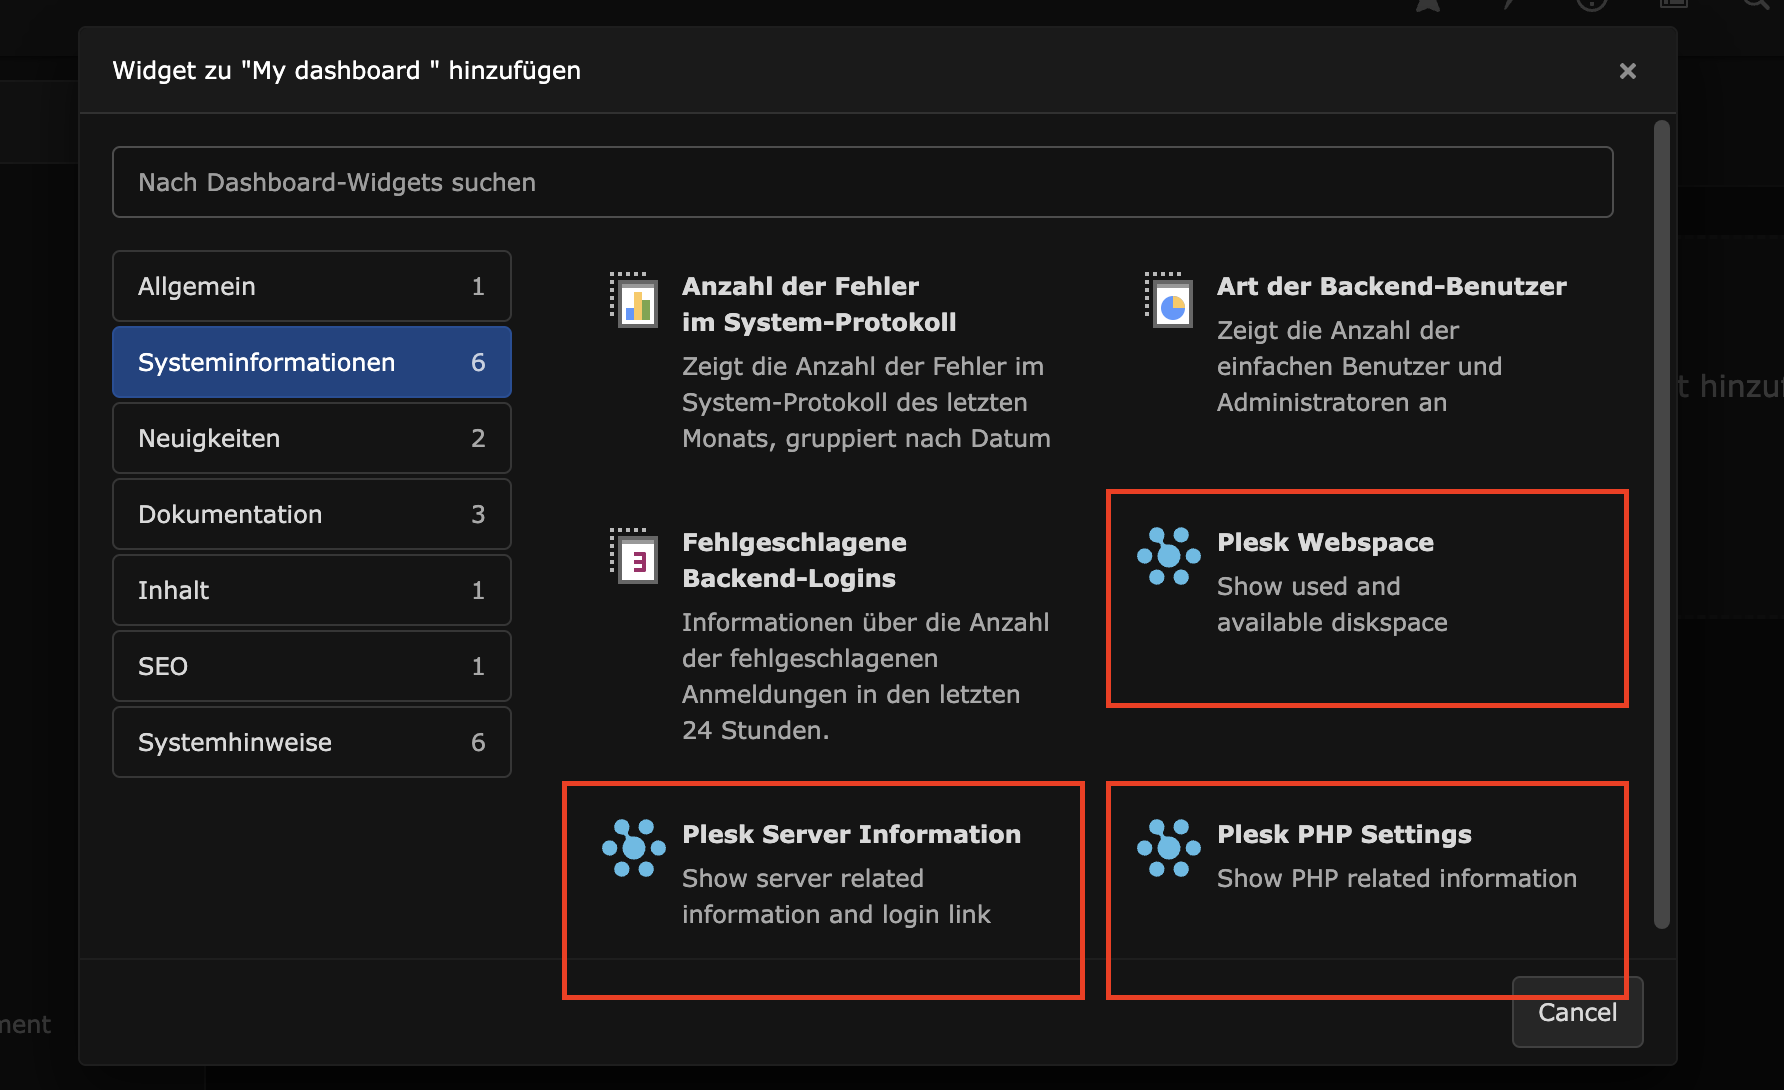 Widget zu "My dashboard " hinzufügen
Nach Dashboard-Widgets suchen
Allgemein 1
Systeminformationen 6
Neuigkeiten 2
Dokumentation 3
Inhalt 1
SEO 1
Systemhinweise 6
Anzahl der Fehler
im System-Protokoll
Zeigt die Anzahl der Fehler im
System-Protokoll des letzten
Monats, gruppiert nach Datum
Art der Backend-Benutzer
Zeigt die Anzahl der
einfachen Benutzer und
Administratoren an
3
Fehlgeschlagene
Backend-Logins
Informationen über die Anzahl
der fehlgeschlagenen
Anmeldungen in den letzten
24 Stunden.
Plesk Webspace
Show used and
available diskspace
Plesk Server Information
Show server related
information and login link
Plesk PHP Settings
Show PHP related information
Cancel